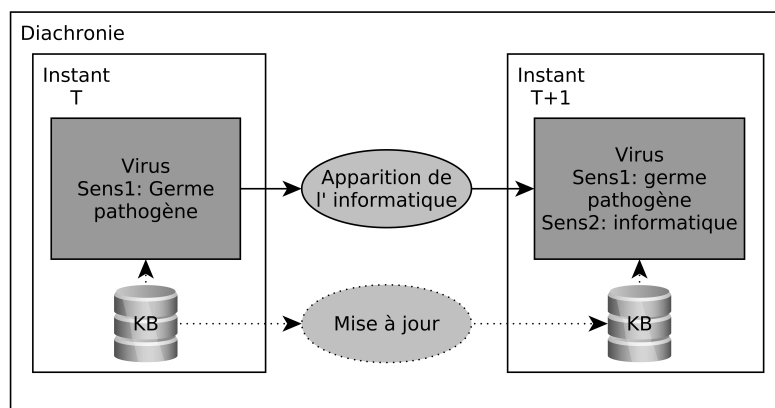 Diachronie
Instant
T
Virus
Sens1: Germe
pathogène
KB
Apparition de
l' informatique
Mise à jour
Instant
T+1
Virus
Sens1: germe
pathogène
Sens2: informatique
KB